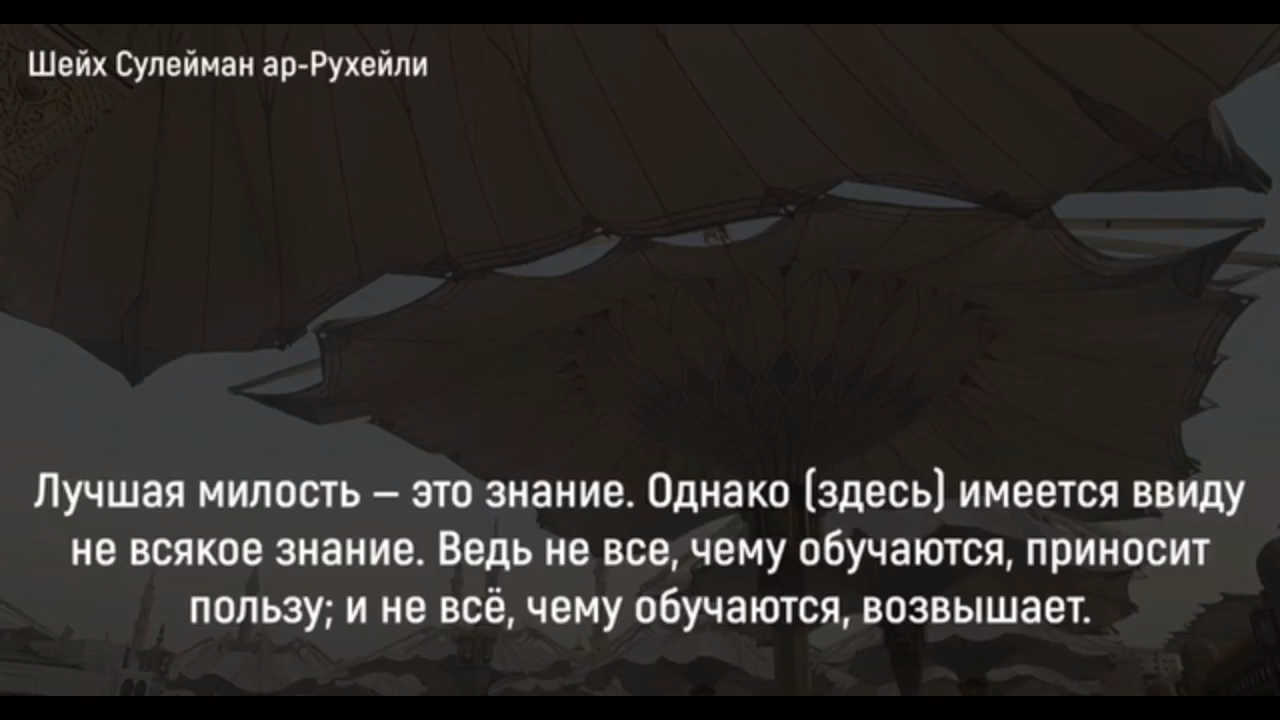 Шейх Сулейман ар-Рухейли
Лучшая милость – это знание. Однако (здесь) имеется ввиду
не всякое знание. Ведь не все, чему обучаются, приносит
пользу; и не всё, чему обучаются, возвышает.